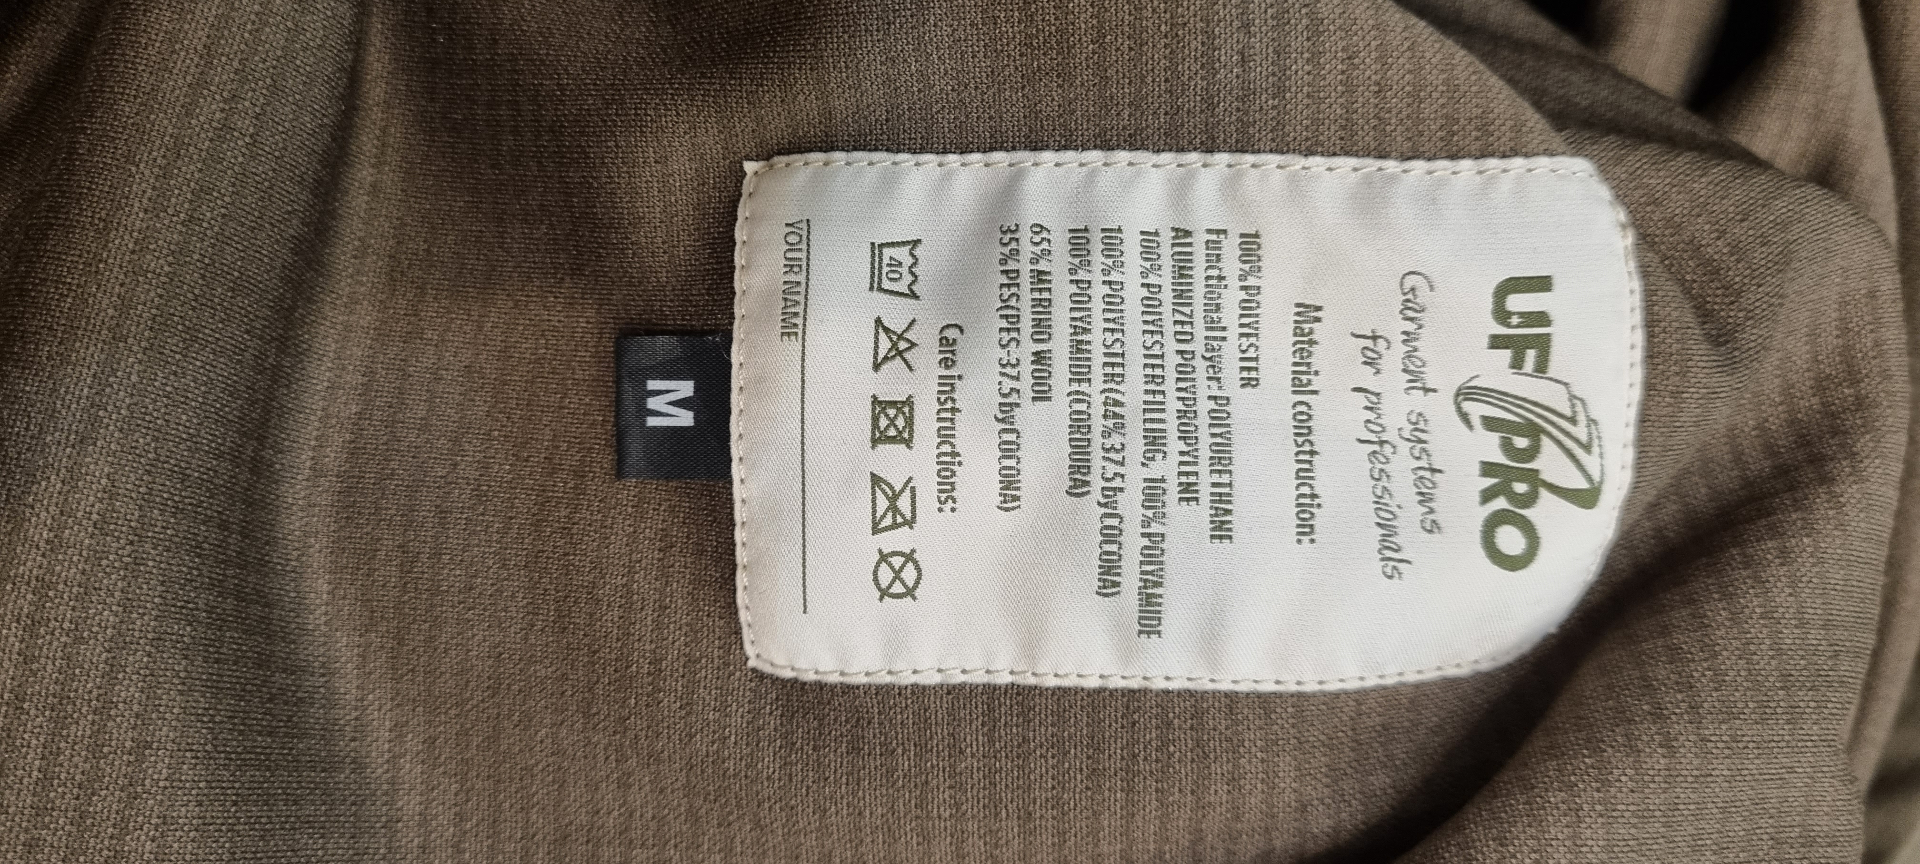 UF PRO
Garment systems
for professionals
Material construction:
100% POLYESTER
Functional layer: POLYURETHANE
ALUMINIZED POLYPROPYLENE
100% POLYESTER FILLING, 100% POLYAMIDE
100% POLYESTER (44% 37.5 by COCONA)
100% POLYAMIDE (CORDURA)
65% MERINO WOOL
35% PES(PES-37.5 by COCONA)
Care instructions:
40
YOUR NAME
M